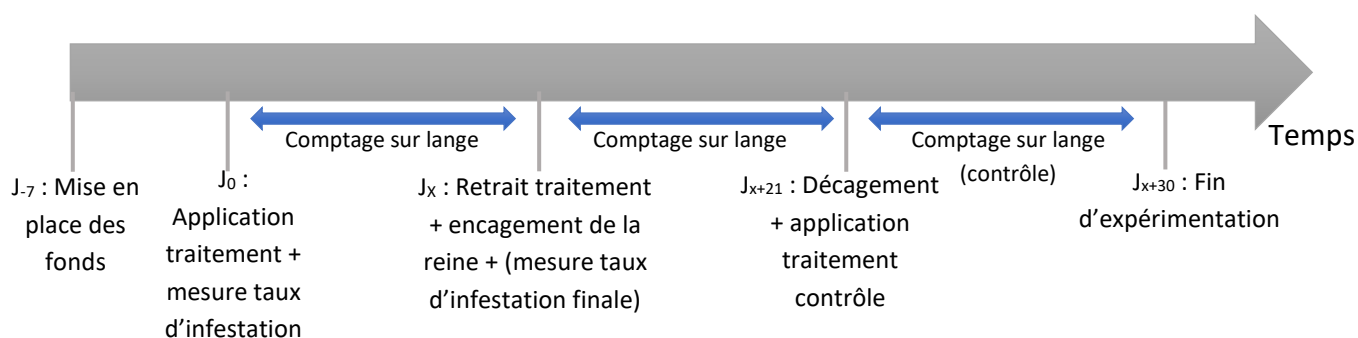 Comptage sur lange
Comptage sur lange
Comptage sur lange
(contrôle)
Temps
J-7 : Mise en
place des
fonds
J0 :
Application
traitement +
mesure taux
d’infestation
Jx : Retrait traitement
+ encagement de la
reine + (mesure taux
d’infestation finale)
Jx+21 : Décagement
+ application
traitement
contrôle
Jx+30 : Fin
d’expérimentation